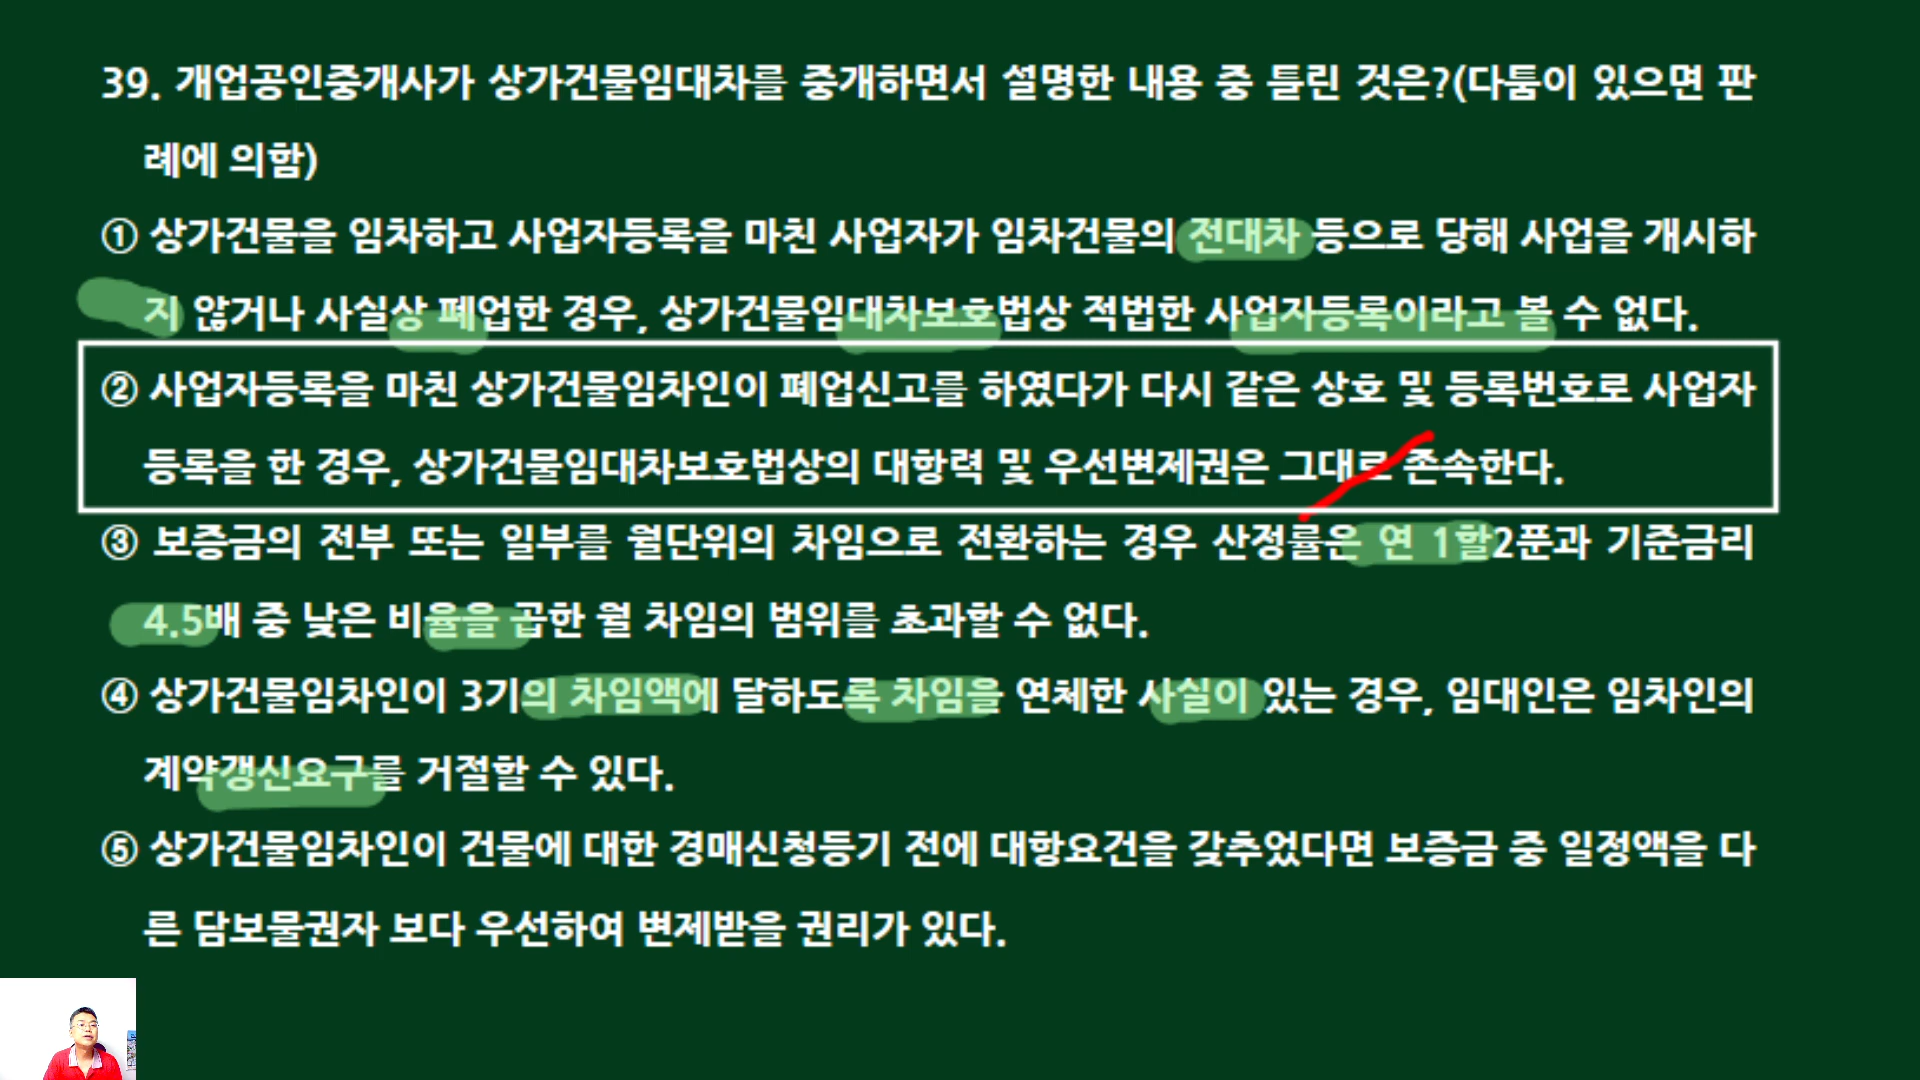 39. 개업공인중개사가 상가건물임대차를 중개하면서 설명한 내용 중 틀린 것은?(다툼이 있으면 판
례에 의함)
① 상가건물을 임차하고 사업자등록을 마친 사업자가 임차건물의 전대차 등으로 당해 사업을 개시하
지 않거나 사실상 폐업한 경우, 상가건물임대차보호법상 적법한 사업자등록이라고 볼 수 없다.
② 사업자등록을 마친 상가건물임차인이 폐업신고를 하였다가 다시 같은 상호 및 등록번호로 사업자
등록을 한 경우, 상가건물임대차보호법상의 대항력 및 우선변제권은 그대로 존속한다.
③ 보증금의 전부 또는 일부를 월단위의 차임으로 전환하는 경우 산정률은 연 1할2푼과 기준금리
4.5배 중 낮은 비율을 곱한 월 차임의 범위를 초과할 수 없다.
④ 상가건물임차인이 3기의 차임액에 달하도록 차임을 연체한 사실이 있는 경우, 임대인은 임차인의
계약갱신요구를 거절할 수 있다.
⑤ 상가건물임차인이 건물에 대한 경매신청등기 전에 대항요건을 갖추었다면 보증금 중 일정액을 다
른 담보물권자 보다 우선하여 변제받을 권리가 있다.